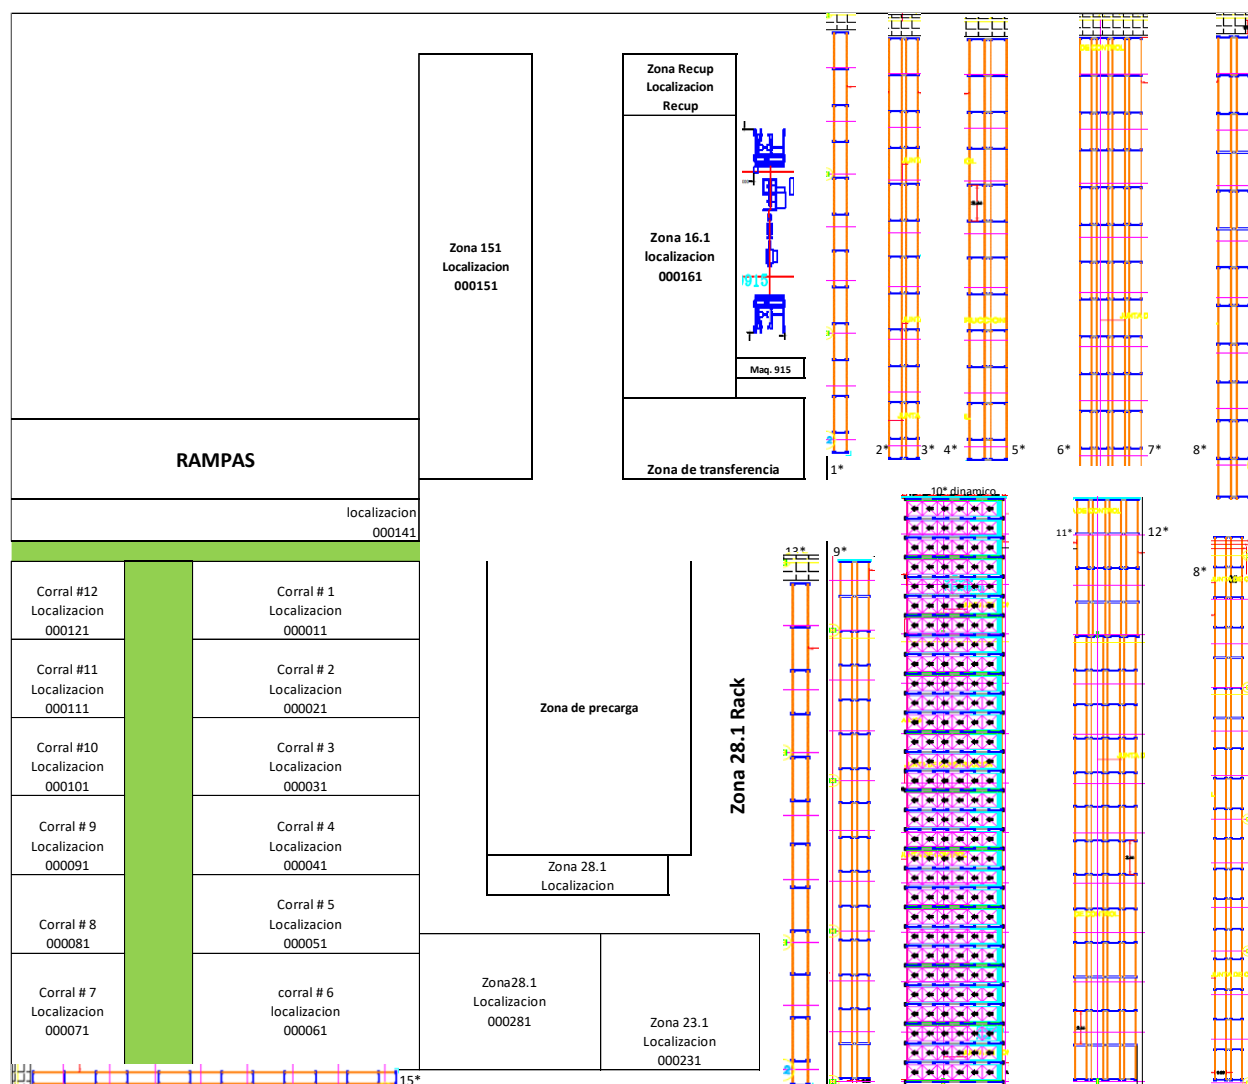 Zona Recup
Localizacion
Recup
Zona 151
Localizacion
000151
Zona 16.1
localizacion
000161
Maq. 915
Zona de transferencia
1*
2*
3*
4*
5*
6*
7*
8*
RAMPAS
localizacion
000141
10* dinamico
11*
12*
13*
9*
8*
Corral #12
Localizacion
000121
Corral # 1
Localizacion
000011
Corral #11
Localizacion
000111
Corral # 2
Localizacion
000021
Corral #10
Localizacion
000101
Corral # 3
Localizacion
000031
Corral # 9
Localizacion
000091
Corral # 4
Localizacion
000041
Corral # 8
000081
Corral # 5
Localizacion
000051
Corral # 7
Localizacion
000071
corral # 6
localizacion
000061
Zona de precarga
Zona 28.1 Rack
Zona 28.1
Localizacion
Zona28.1
Localizacion
000281
Zona 23.1
Localizacion
000231
15*